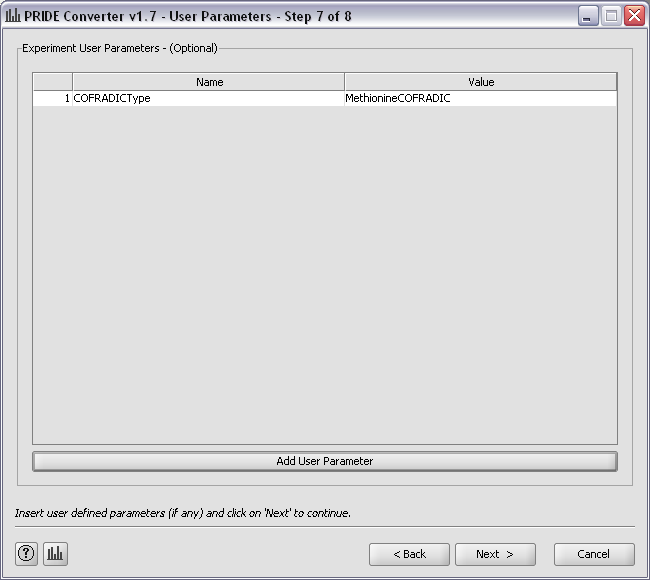 PRIDE Converter v1.7 - User Parameters - Step 7 of 8
Experiment User Parameters - (Optional)
Name Value
1 COFRADICType MethionineCOFRADIC
Add User Parameter
Insert user defined parameters (if any) and click on 'Next' to continue.
? < Back Next > Cancel